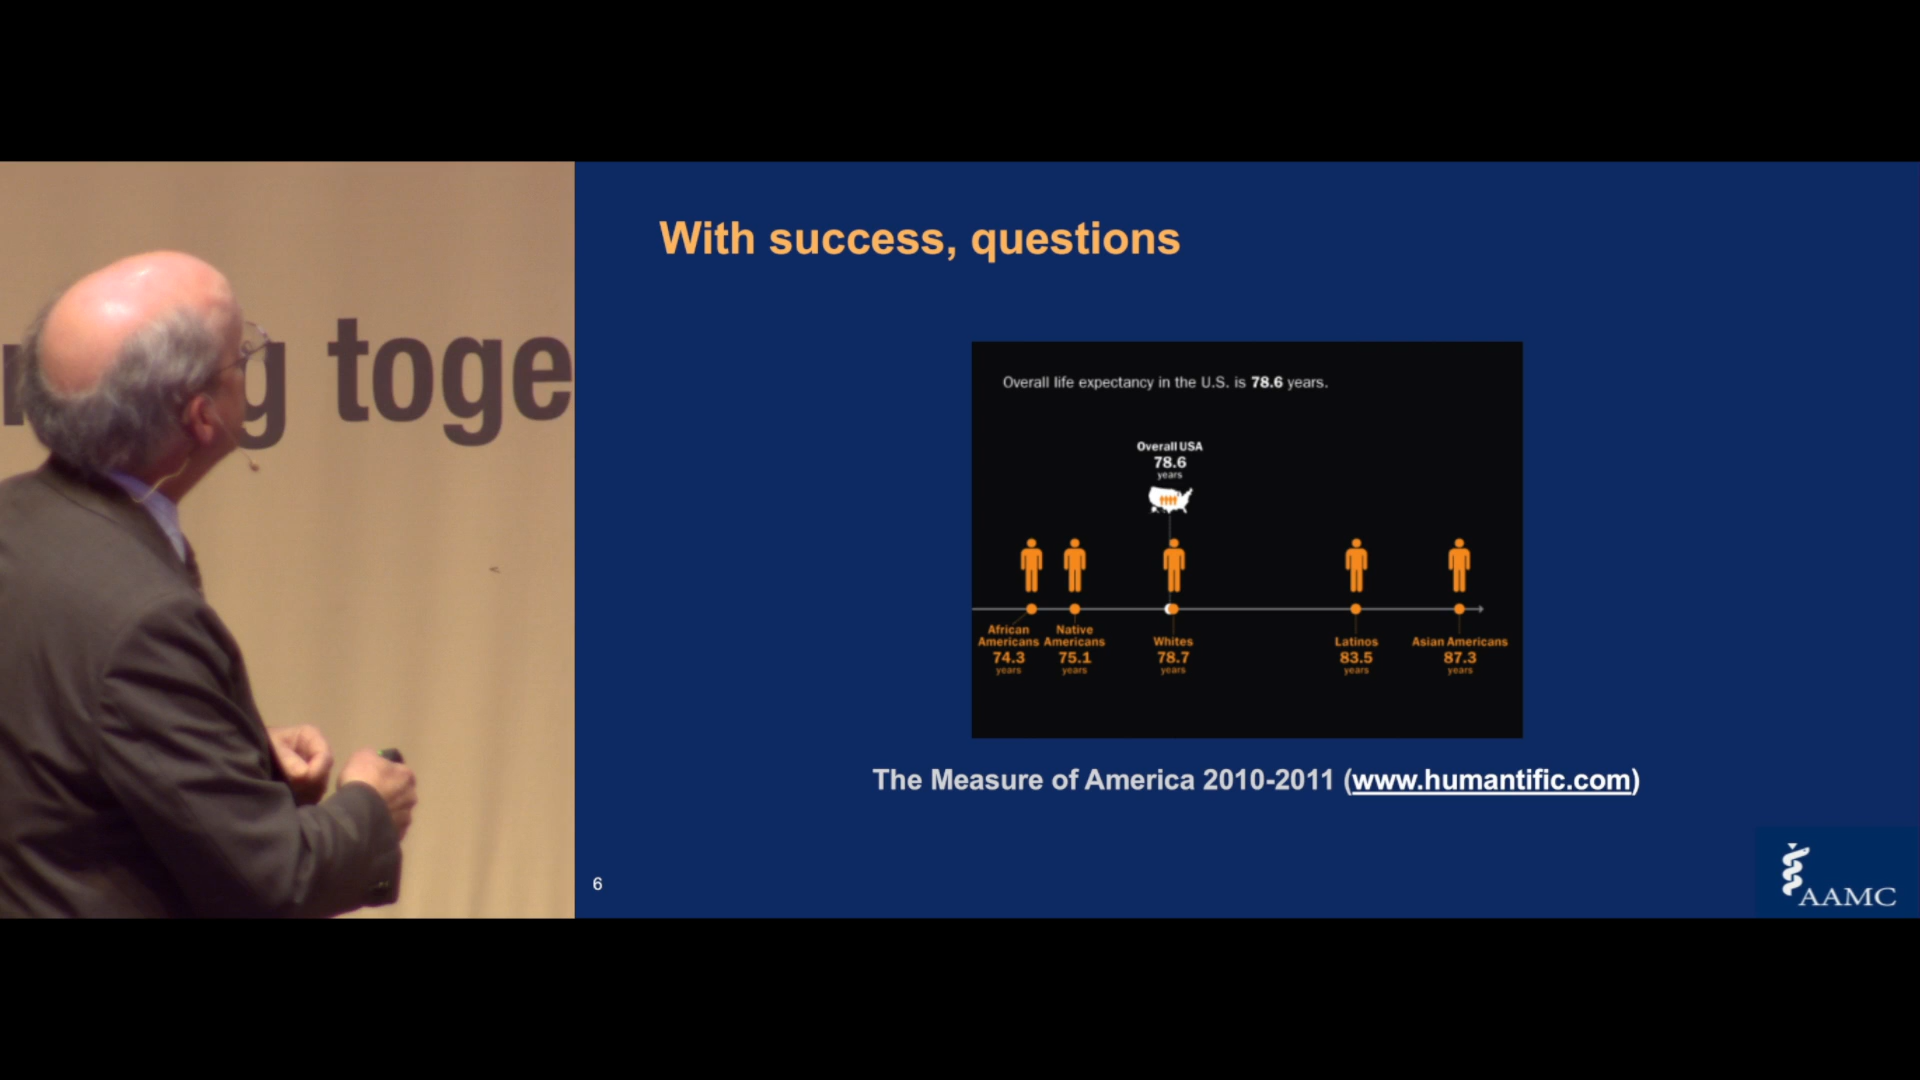 g toge
With success, questions
Overall life expectancy in the U.S. is 78.6 years.
Overall USA
78.6
years
African
Americans
74.3
years
Native
Americans
75.1
years
Whites
78.7
years
Latinos
83.5
years
Asian Americans
87.3
years
The Measure of America 2010-2011 (www.humantific.com)
6
AAMC